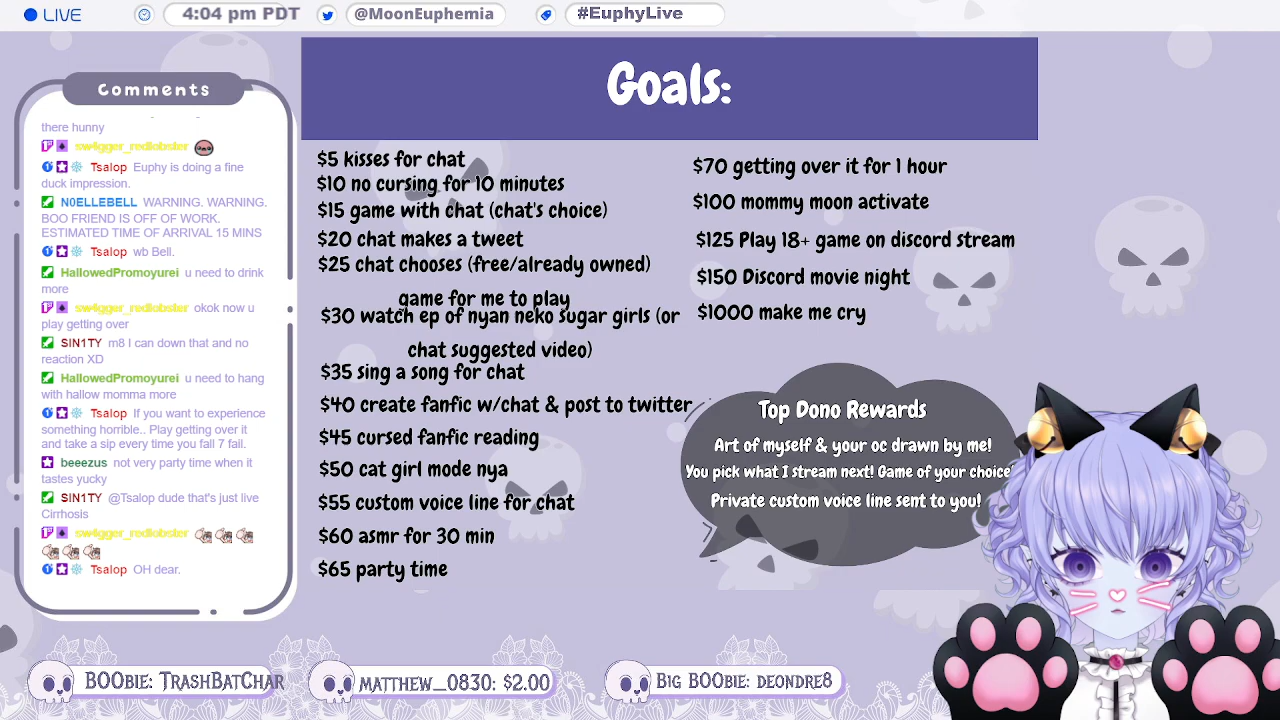 LIVE
4:04 pm PDT
@MoonEuphemia
#EuphyLive
Comments
there hunny
sw4gger_redlobster
Tsalop Euphy is doing a fine
duck impression.
N0ELLEBELL WARNING. WARNING.
BOO FRIEND IS OFF OF WORK.
ESTIMATED TIME OF ARRIVAL 15 MINS
Tsalop wb Bell.
HallowedPromoyurei u need to drink
more
sw4gger_redlobster okok now u
play getting over
SIN1TY m8 I can down that and no
reaction XD
HallowedPromoyurei u need to hang
with hallow momma more
Tsalop If you want to experience
something horrible.. Play getting over it
and take a sip every time you fall 7 fail.
beeezus not very party time when it
tastes yucky
SIN1TY @Tsalop dude that's just live
Cirrhosis
sw4gger_redlobster
Tsalop OH dear.
Goals:
$5 kisses for chat
$10 no cursing for 10 minutes
$15 game with chat (chat's choice)
$20 chat makes a tweet
$25 chat chooses (free/already owned)
game for me to play
$30 watch ep of nyan neko sugar girls (or
chat suggested video)
$35 sing a song for chat
$40 create fanfic w/chat & post to twitter
$45 cursed fanfic reading
$50 cat girl mode nya
$55 custom voice line for chat
$60 asmr for 30 min
$65 party time
$70 getting over it for 1 hour
$100 mommy moon activate
$125 Play 18+ game on discord stream
$150 Discord movie night
$1000 make me cry
Top Dono Rewards
Art of myself & your oc drawn by me!
You pick what I stream next! Game of your choice!
Private custom voice line sent to you!
BOObie: TrashBatChar
matthew_0830: $2.00
Big BOObie: deondre8